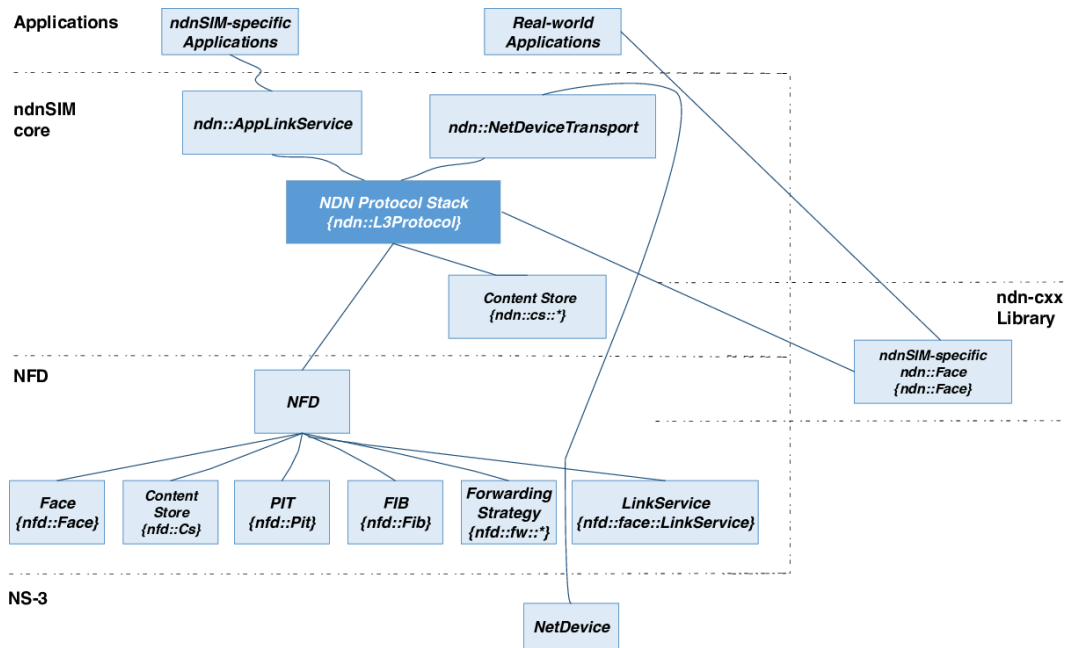 Applications
ndnSIM-specific
Applications
Real-world
Applications
ndnSIM
core
ndn::AppLinkService
ndn::NetDeviceTransport
NDN Protocol Stack
{ndn::L3Protocol}
Content Store
{ndn::cs::*}
ndn-cxx
Library
ndnSIM-specific
ndn::Face
{ndn::Face}
NFD
NFD
Face
{nfd::Face}
Content
Store
{nfd::Cs}
PIT
{nfd::Pit}
FIB
{nfd::Fib}
Forwarding
Strategy
{nfd::fw::*}
LinkService
{nfd::face::LinkService}
NS-3
NetDevice